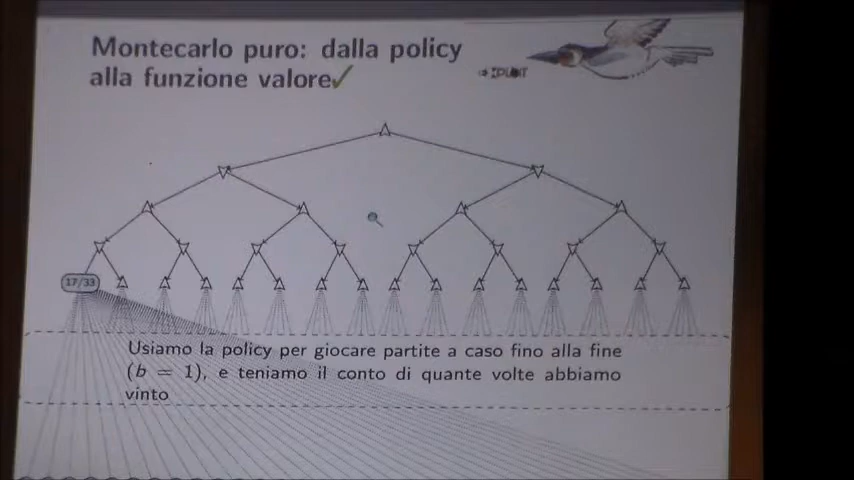 Montecarlo puro: dalla policy
alla funzione valore✓
17/33
Usiamo la policy per giocare partite a caso fino alla fine
(b = 1), e teniamo il conto di quante volte abbiamo
vinto